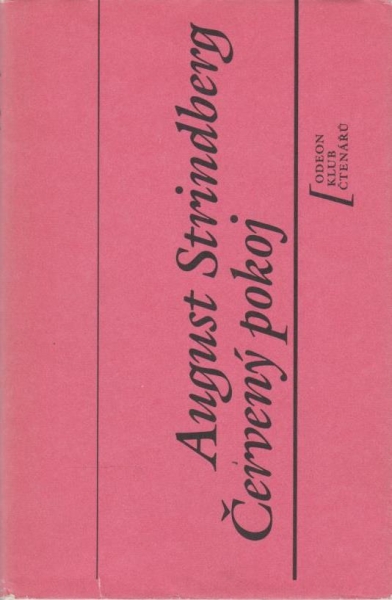 August Strindberg
Červený pokoj
ODEON
KLUB
ČTENÁŘŮ